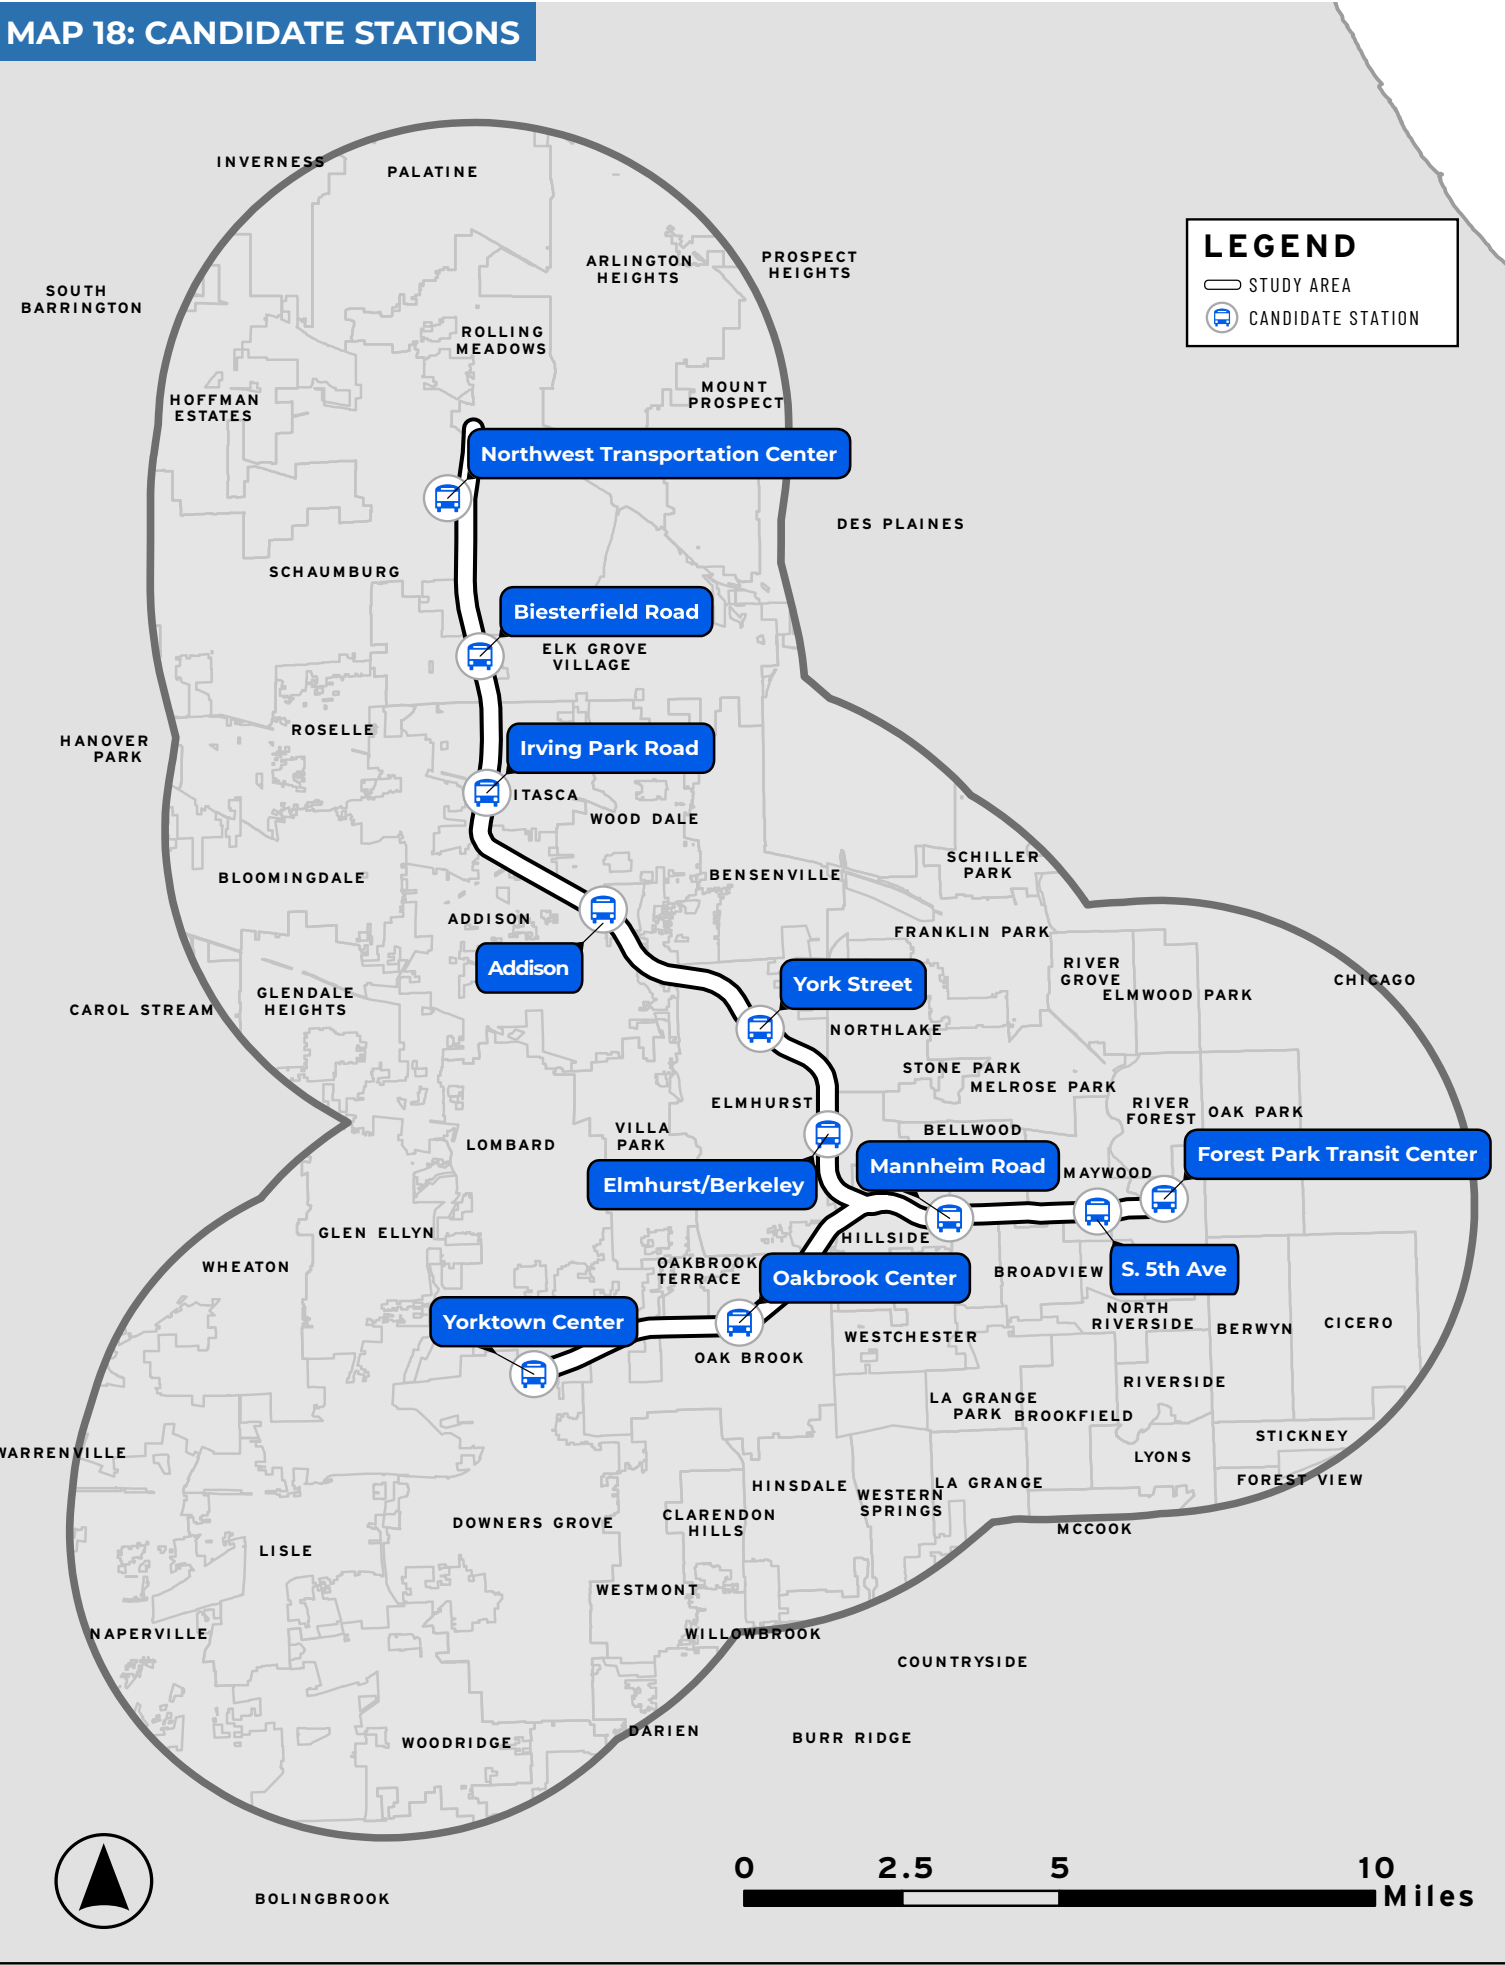 MAP 18: CANDIDATE STATIONS
INVERNESS
PALATINE
ARLINGTON
HEIGHTS
PROSPECT
HEIGHTS
LEGEND
STUDY AREA
CANDIDATE STATION
SOUTH
BARRINGTON
ROLLING
MEADOWS
HOFFMAN
ESTATES
MOUNT
PROSPECT
Northwest Transportation Center
DES PLAINES
SCHAUMBURG
Biesterfield Road
ELK GROVE
VILLAGE
ROSELLE
HANOVER
PARK
Irving Park Road
ITASCA
WOOD DALE
BLOOMINGDALE
BENSENVILLE
SCHILLER
PARK
ADDISON
FRANKLIN PARK
Addison
York Street
RIVER
GROVE
ELMWOOD PARK
CHICAGO
CAROL STREAM
GLENDALE
HEIGHTS
NORTHLAKE
STONE PARK
MELROSE PARK
ELMHURST
RIVER
FOREST
OAK PARK
LOMBARD
VILLA
PARK
BELLWOOD
Mannheim Road
MAYWOOD
Forest Park Transit Center
Elmhurst/Berkeley
GLEN ELLYN
HILLSIDE
WHEATON
OAKBROOK
TERRACE
Oakbrook Center
BROADVIEW
S. 5th Ave
Yorktown Center
NORTH
RIVERSIDE
BERWYN
CICERO
WESTCHESTER
OAK BROOK
RIVERSIDE
LA GRANGE
PARK
BROOKFIELD
STICKNEY
WARRENVILLE
LYONS
FOREST VIEW
HINSDALE
LA GRANGE
WESTERN
SPRINGS
CLARENDON
HILLS
DOWNERS GROVE
MCCOOK
LISLE
WESTMONT
NAPERVILLE
WILLOWBROOK
COUNTRYSIDE
DARIEN
BURR RIDGE
WOODRIDGE
BOLINGBROOK
0 2.5 5 10
Miles